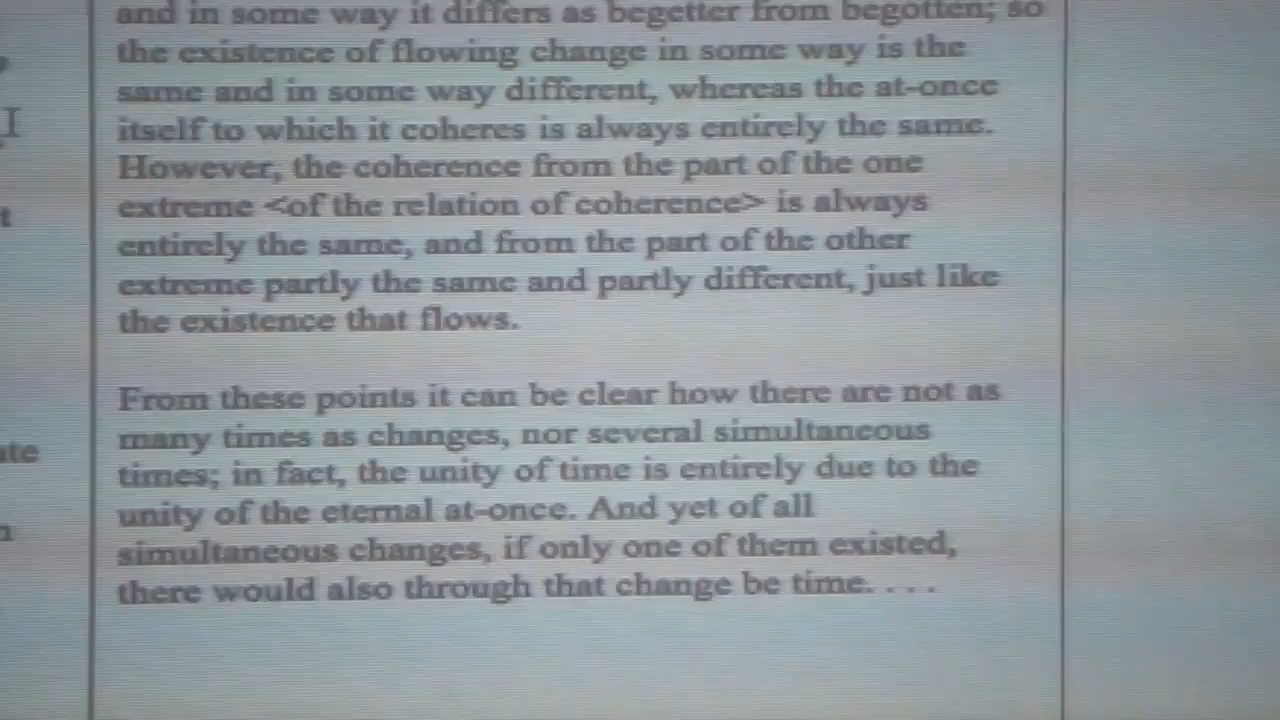 and in some way it differs as begetter from begotten; so
the existence of flowing change in some way is the
same and in some way different, whereas the at-once
itself to which it coheres is always entirely the same.
However, the coherence from the part of the one
extreme <of the relation of coherence> is always
entirely the same, and from the part of the other
extreme partly the same and partly different, just like
the existence that flows.
From these points it can be clear how there are not as
many times as changes, nor several simultaneous
times; in fact, the unity of time is entirely due to the
unity of the eternal at-once. And yet of all
simultaneous changes, if only one of them existed,
there would also through that change be time. . . .